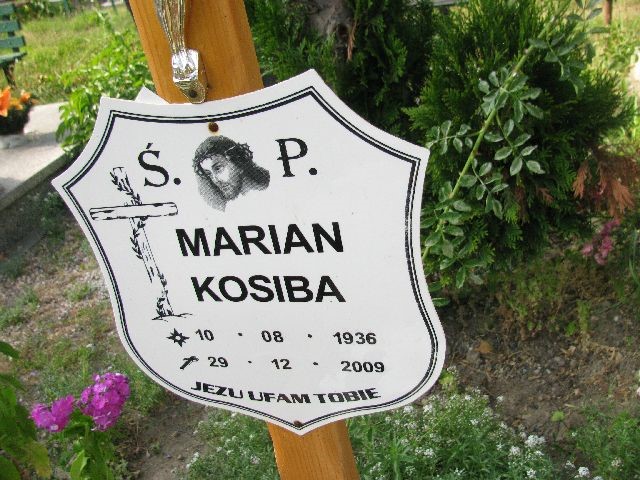 Ś. P.
MARIAN
KOSIBA
10 · 08 · 1936
29 · 12 · 2009
JEZU UFAM TOBIE